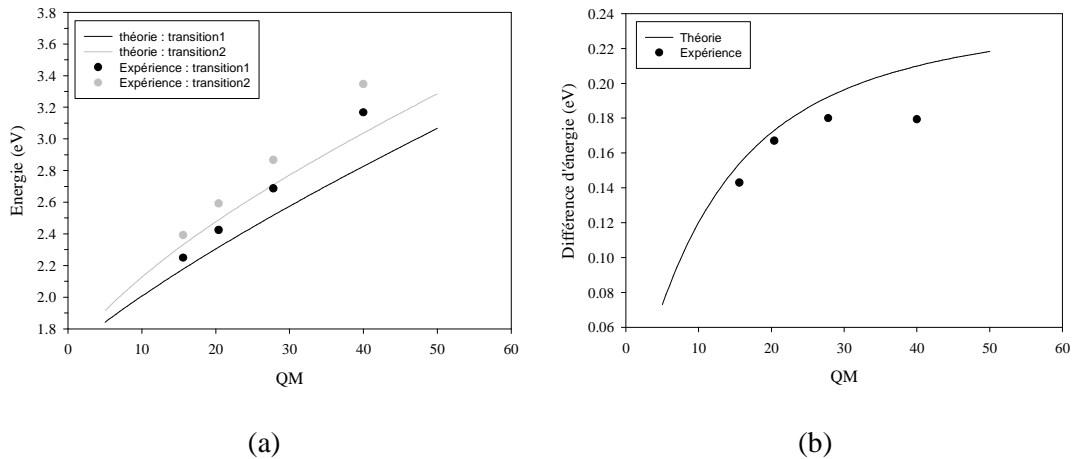 Energie (eV)
3.8
3.6
3.4
3.2
3.0
2.8
2.6
2.4
2.2
2.0
1.8
théorie : transition1
théorie : transition2
Expérience : transition1
Expérience : transition2
0 10 20 30 40 50 60
QM
(a)
Différence d'énergie (eV)
0.24
0.22
0.20
0.18
0.16
0.14
0.12
0.10
0.08
0.06
Théorie
Expérience
0 10 20 30 40 50 60
QM
(b)